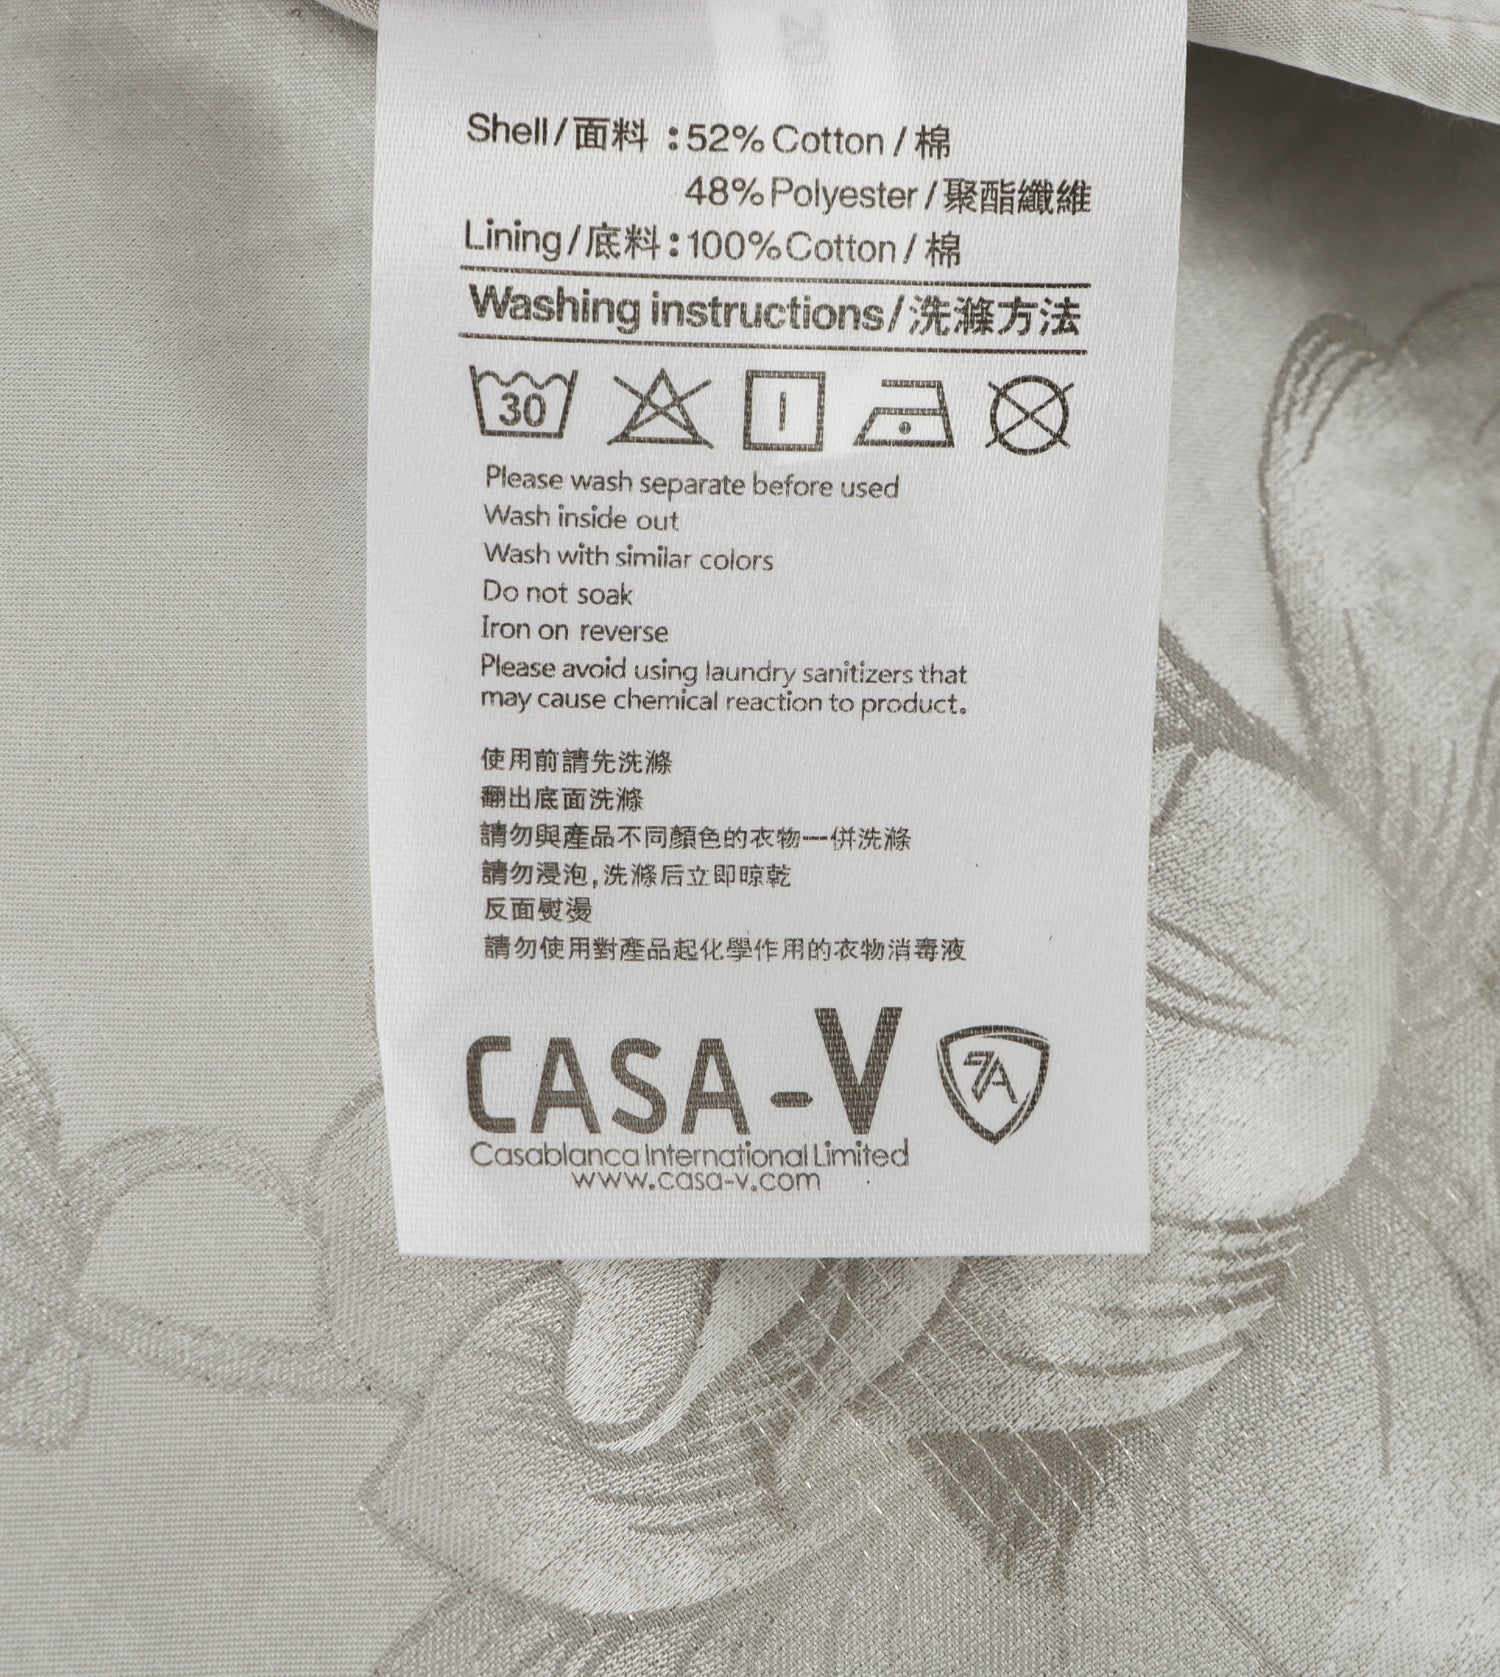 Shell/面料：52% Cotton / 棉
48% Polyester / 聚酯纖維
Lining/底料：100% Cotton / 棉
Washing instructions/洗滌方法
30
Please wash separate before used
Wash inside out
Wash with similar colors
Do not soak
Iron on reverse
Please avoid using laundry sanitizers that
may cause chemical reaction to product。
使用前請先洗滌
翻出底面洗滌
請勿與產品不同顏色的衣物一併洗滌
請勿浸泡,洗滌后立即晾乾
反面熨燙
請勿使用對產品起化學作用的衣物消毒液
CASA-V
Casablanca International Limited
www.casa-v.com